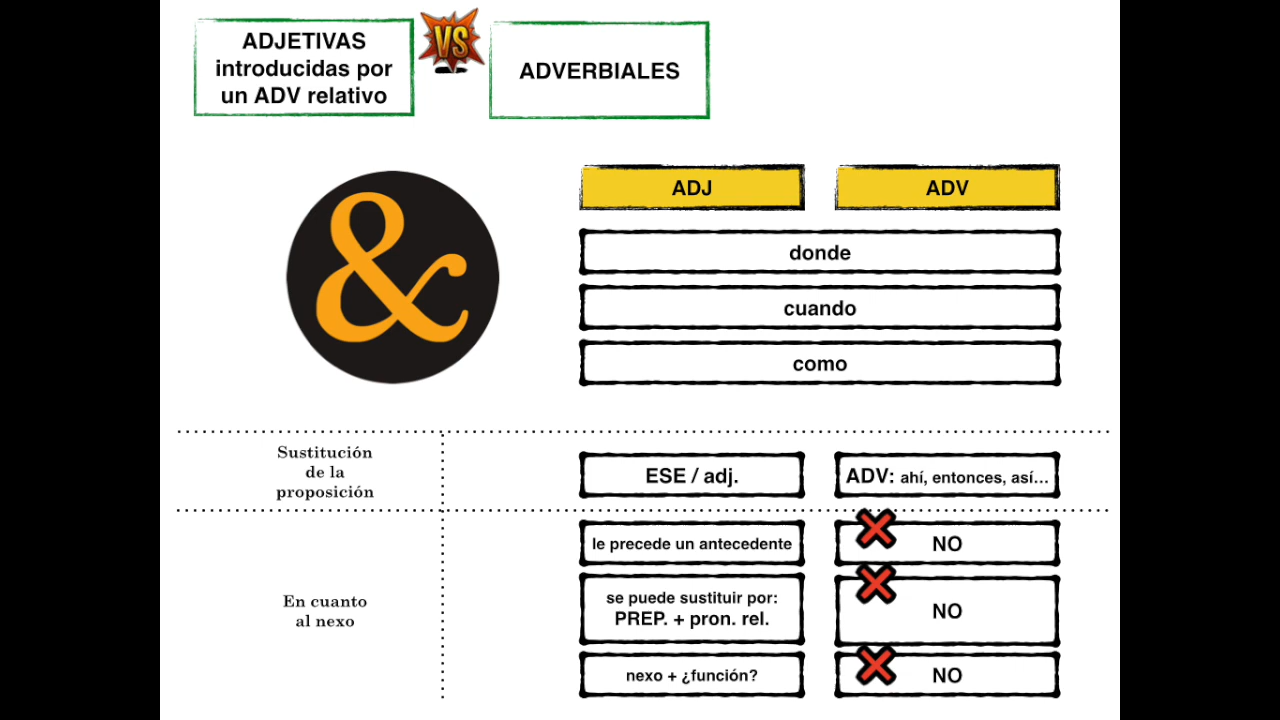 ADJETIVAS
introducidas por
un ADV relativo
VS
ADVERBIALES
&
ADJ
ADV
donde
cuando
como
Sustitución
de la
proposición
ESE / adj.
ADV: ahí, entonces, así...
En cuanto
al nexo
le precede un antecedente
NO
se puede sustituir por:
PREP. + pron. rel.
NO
nexo + ¿función?
NO